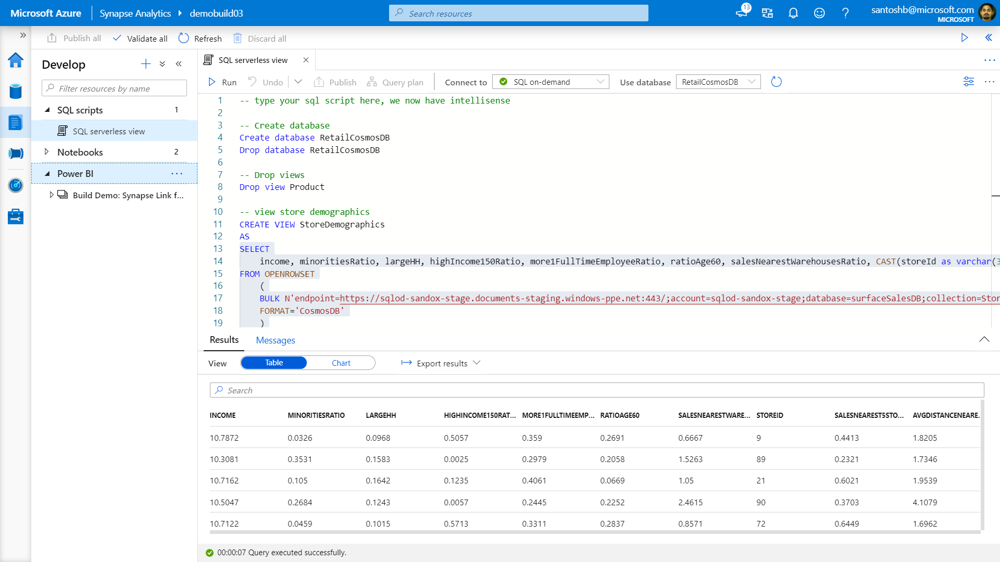 Microsoft Azure
Synapse Analytics
demobuild03
Search resources
13
santoshb@microsoft.com
MICROSOFT
Publish all
Validate all
Refresh
Discard all
Develop
Filter resources by name
SQL scripts 1
SQL serverless view
Notebooks 2
Power BI ...
Build Demo: Synapse Link f...
SQL serverless view
Run
Undo
Publish
Query plan
Connect to
SQL on-demand
Use database
RetailCosmosDB
1 -- type your sql script here, we now have intellisense
2
3 -- Create database
4 Create database RetailCosmosDB
5 Drop database RetailCosmosDB
6
7 -- Drop views
8 Drop view Product
9
10 -- view store demographics
11 CREATE VIEW StoreDemographics
12 AS
13 SELECT
14 income, minoritiesRatio, largeHH, highIncome150Ratio, more1FullTimeEmployeeRatio, ratioAge60, salesNearestWarehousesRatio, CAST(storeId as varchar(3
15 FROM OPENROWSET
16 (
17 BULK N'endpoint=https://sqlod-sandox-stage.documents-staging.windows-ppe.net:443/;account=sqlod-sandox-stage;database=surfaceSalesDB;collection=Stor
18 FORMAT='CosmosDB'
19 )
Results
Messages
View
Table
Chart
Export results
Search
INCOME MINORITIESRATIO LARGEHH HIGHINCOME150RAT... MORE1FULLTIMEEMP... RATIOAGE60 SALESNEARESTWARE... STOREID SALESNEAREST5STO... AVGDISTANCENEARE.
10.7872 0.0326 0.0968 0.5057 0.359 0.2691 0.6667 9 0.4413 1.8205
10.3081 0.3531 0.1583 0.0025 0.2979 0.2058 1.5263 89 0.2321 1.7346
10.7162 0.105 0.1642 0.1235 0.4061 0.0669 1.05 21 0.6021 1.9539
10.5047 0.2684 0.1243 0.0057 0.2445 0.2252 2.4615 90 0.3703 4.1079
10.7122 0.0459 0.1015 0.5713 0.3311 0.2837 0.8571 72 0.6449 1.6962
00:00:07 Query executed successfully.